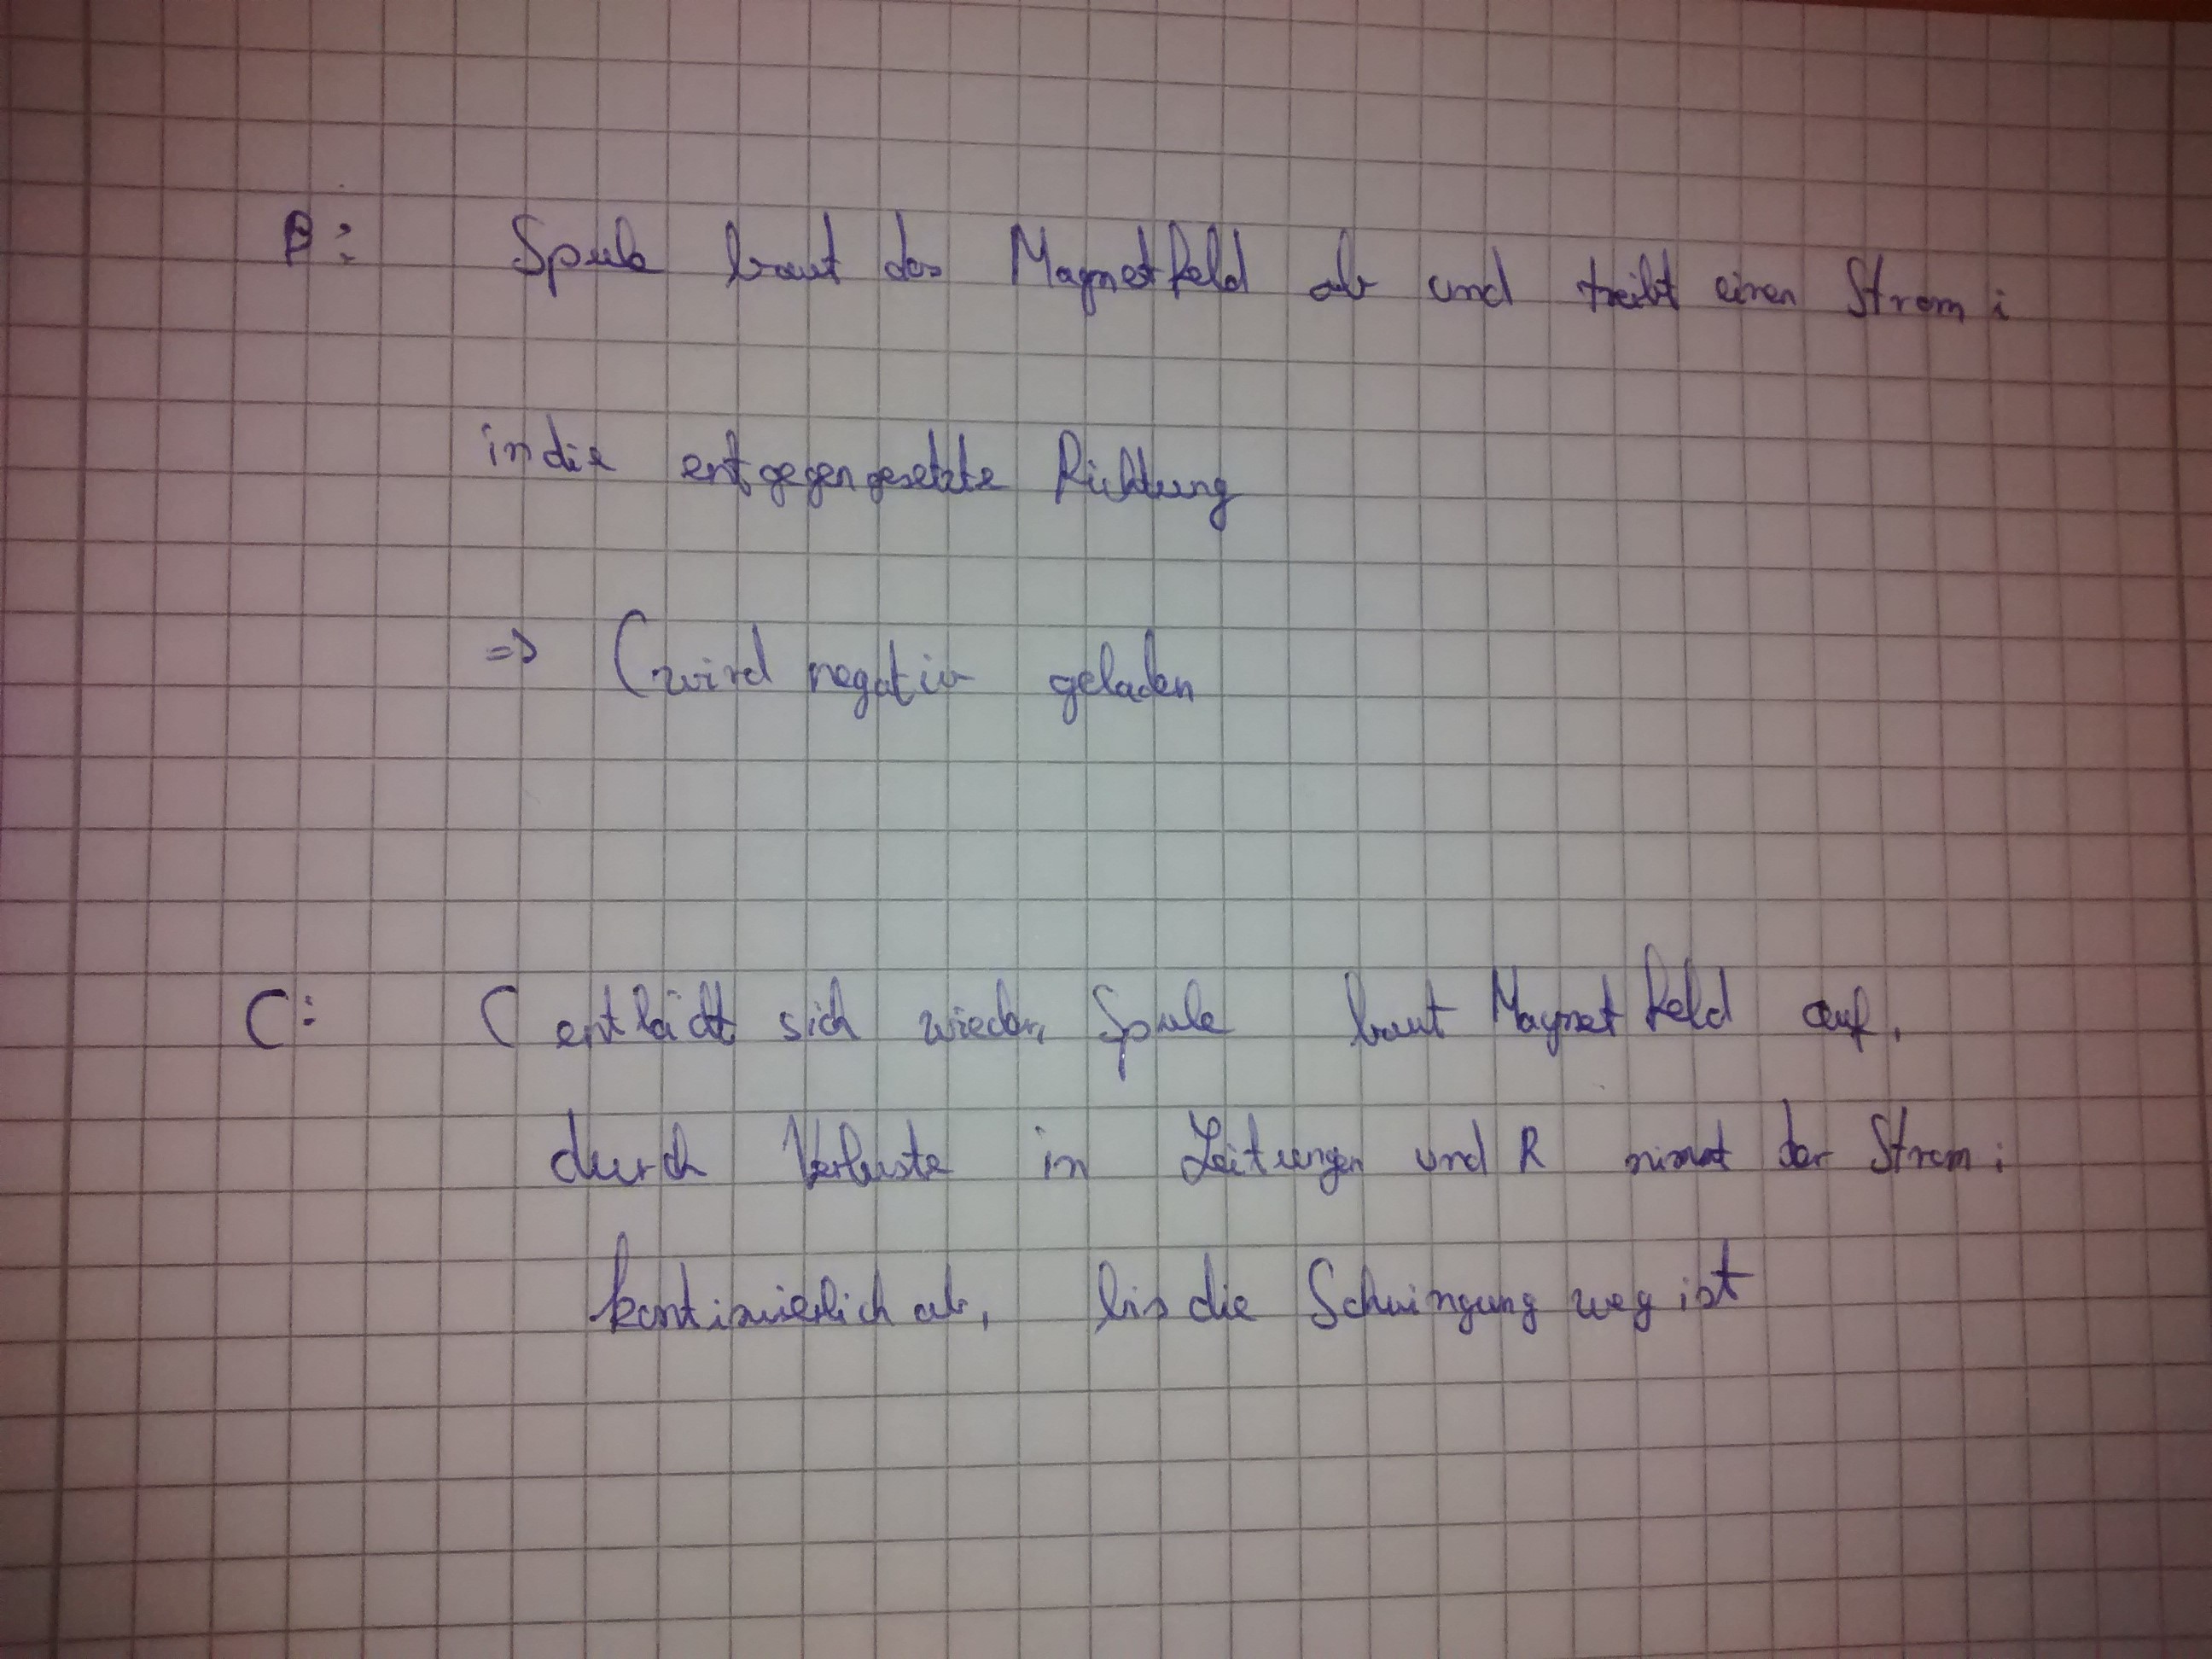 B: Spule baut das Magnetfeld ab und treibt einen Strom i
in die entgegengesetzte Richtung
=> C wird negativ geladen
C: C entlädt sich wieder, Spule baut Magnetfeld auf,
durch Verluste in Leitungen und R nimmt der Strom i
kontinuierlich ab, bis die Schwingung weg ist